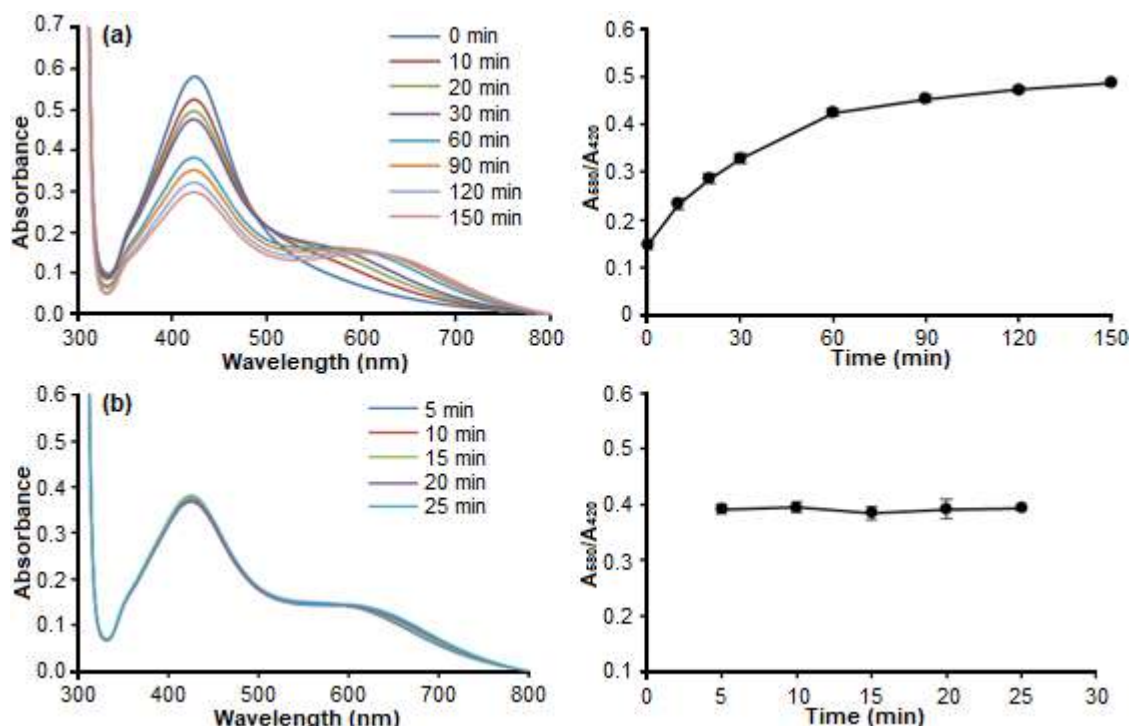 (a)
0.7
0.6
0.5
0.4
0.3
0.2
0.1
0.0
Absorbance
0 min
10 min
20 min
30 min
60 min
90 min
120 min
150 min
300 400 500 600 700 800
Wavelength (nm)
0.6
0.5
0.4
0.3
0.2
0.1
0
A₅₈₀/A₄₂₀
0 30 60 90 120 150
Time (min)
(b)
0.6
0.5
0.4
0.3
0.2
0.1
0.0
Absorbance
5 min
10 min
15 min
20 min
25 min
300 400 500 600 700 800
Wavelength (nm)
0.6
0.5
0.4
0.3
0.2
0.1
A₅₈₀/A₄₂₀
0 5 10 15 20 25 30
Time (min)